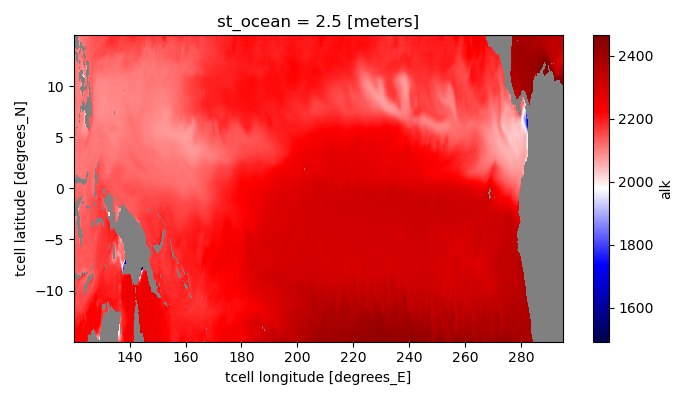 st_ocean = 2.5 [meters]
tcell latitude [degrees_N]
10
5
0
−5
−10
140 160 180 200 220 240 260 280
tcell longitude [degrees_E]
2400
2200
2000
1800
1600
alk